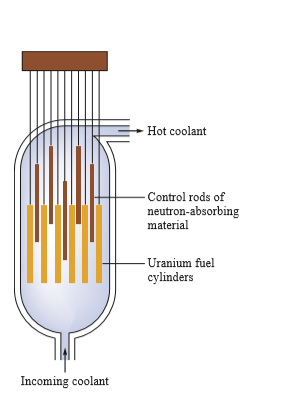 Hot coolant
Control rods of
neutron-absorbing
material
Uranium fuel
cylinders
Incoming coolant